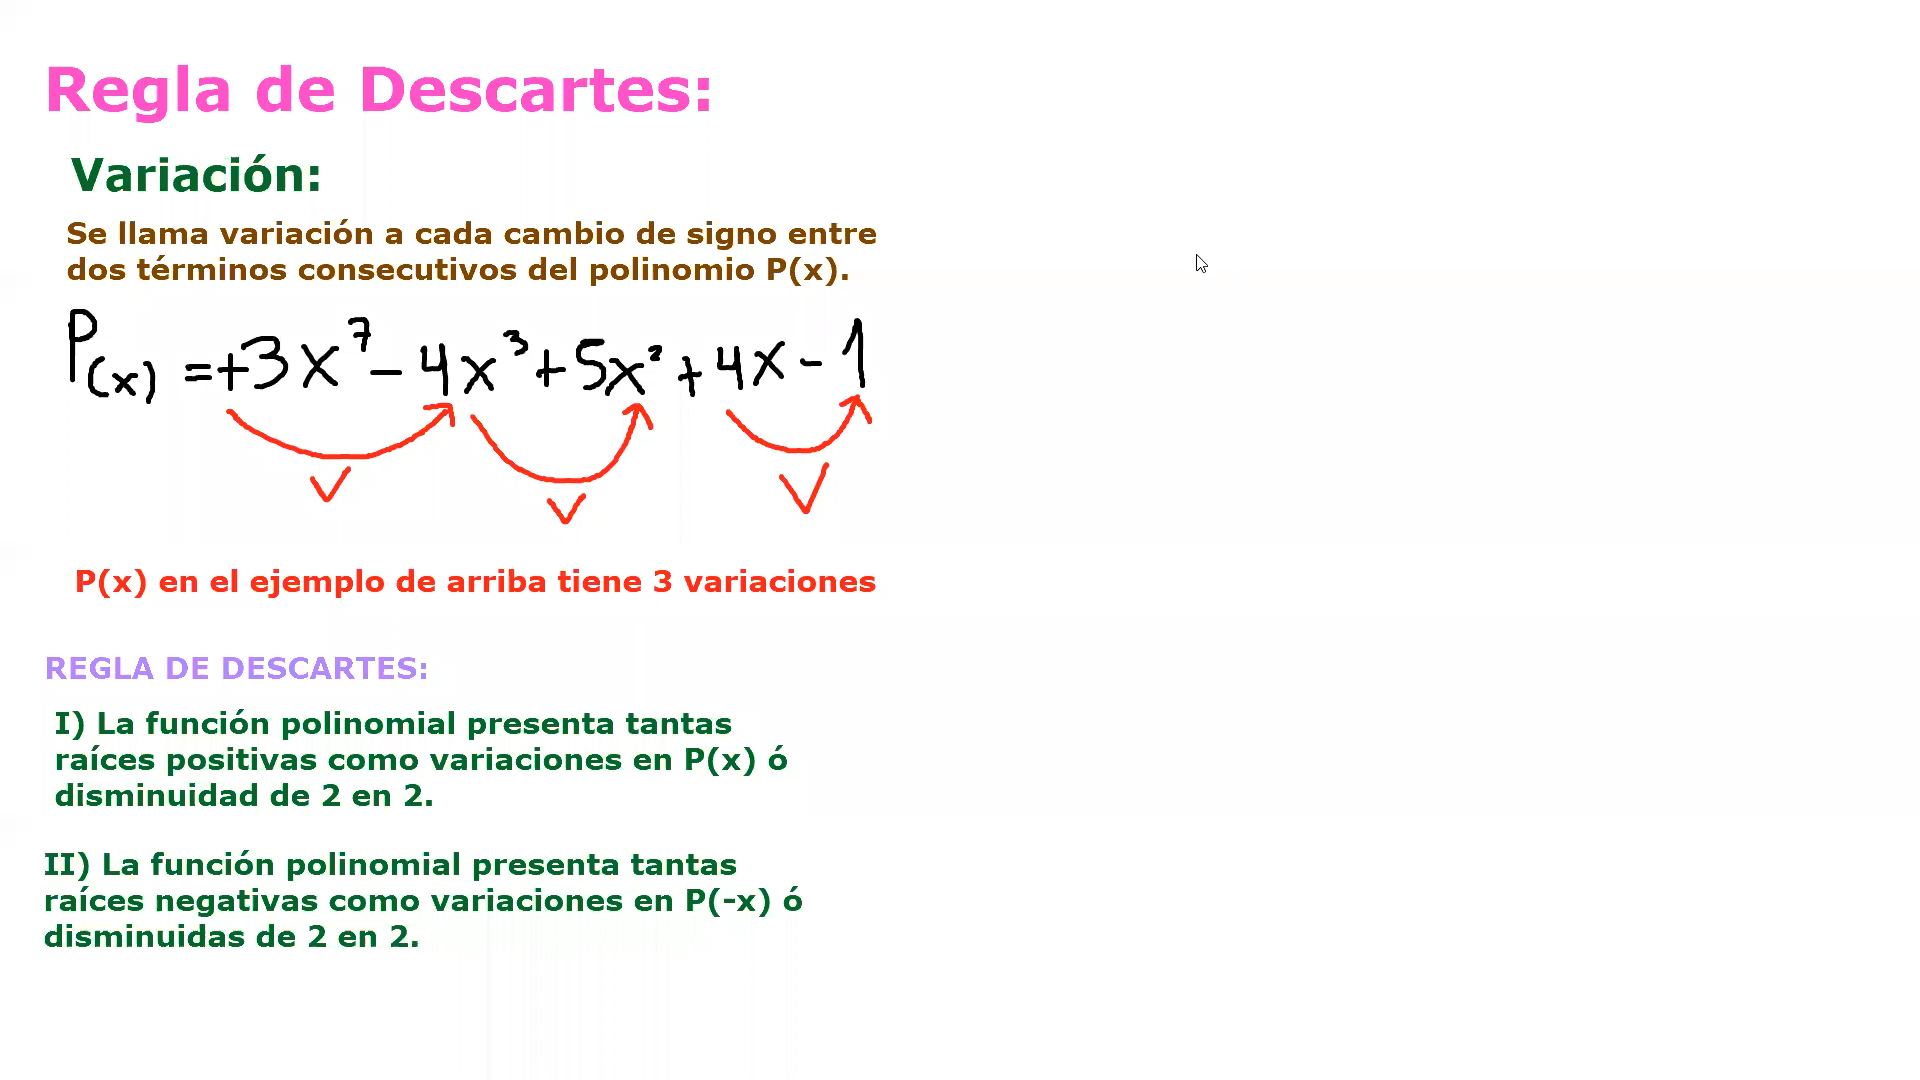 Regla de Descartes:
Variación:
Se llama variación a cada cambio de signo entre
dos términos consecutivos del polinomio P(x).
P(x) =+3x⁷-4x³+5x²+4x-1
V V V
P(x) en el ejemplo de arriba tiene 3 variaciones
REGLA DE DESCARTES:
I) La función polinomial presenta tantas
raíces positivas como variaciones en P(x) ó
disminuidad de 2 en 2.
II) La función polinomial presenta tantas
raíces negativas como variaciones en P(-x) ó
disminuidas de 2 en 2.